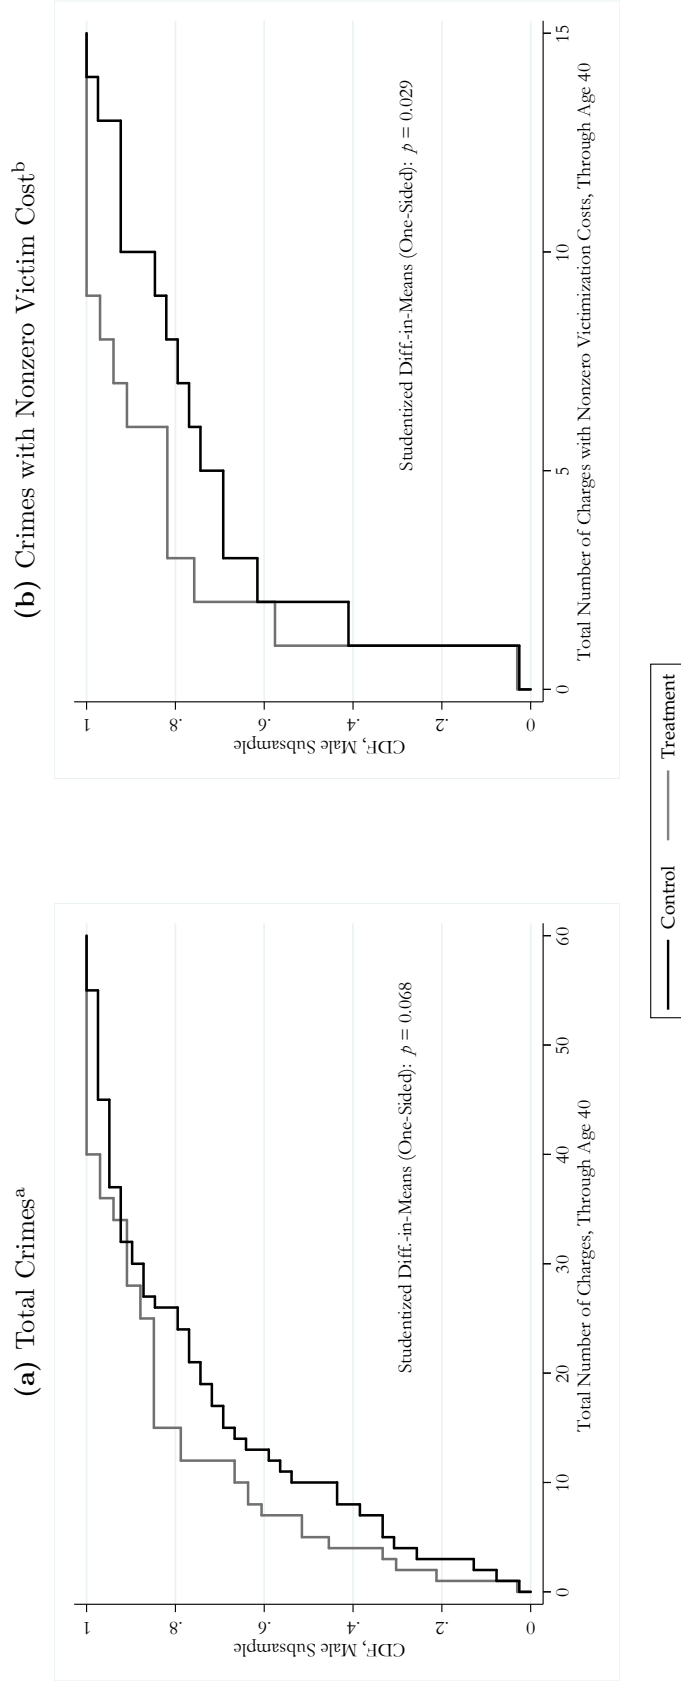 (a) Total Crimesᵃ
CDF, Male Subsample
0 .2 .4 .6 .8 1
Studentized Diff.-in-Means (One-Sided): p = 0.068
0 10 20 30 40 50 60
Total Number of Charges, Through Age 40
(b) Crimes with Nonzero Victim Costᵇ
CDF, Male Subsample
0 .2 .4 .6 .8 1
Studentized Diff.-in-Means (One-Sided): p = 0.029
0 5 10 15
Total Number of Charges with Nonzero Victimization Costs, Through Age 40
Control Treatment